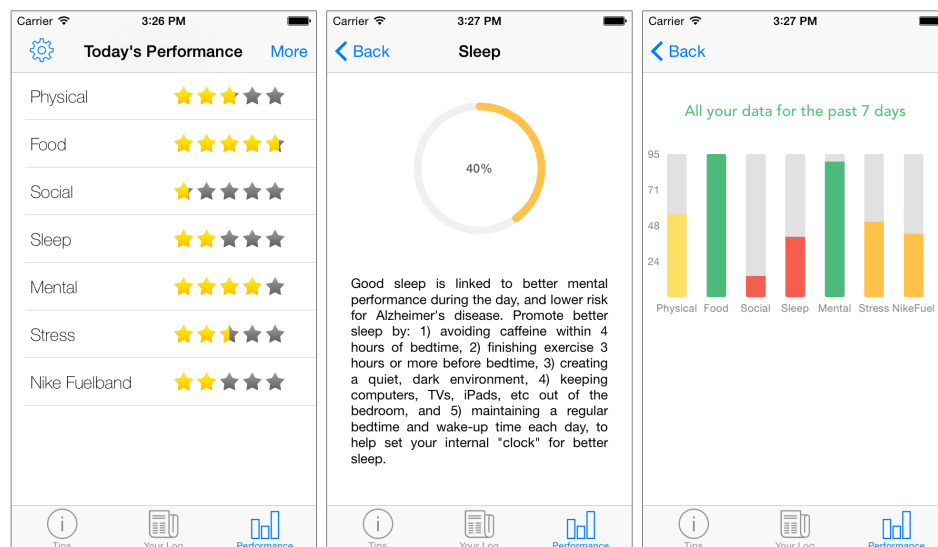 Carrier 3:26 PM
Today's Performance More
Physical
Food
Social
Sleep
Mental
Stress
Nike Fuelband
Tips Your Log Performance
Carrier 3:27 PM
Back Sleep
40%
Good sleep is linked to better mental
performance during the day, and lower risk
for Alzheimer's disease. Promote better
sleep by: 1) avoiding caffeine within 4
hours of bedtime, 2) finishing exercise 3
hours or more before bedtime, 3) creating
a quiet, dark environment, 4) keeping
computers, TVs, iPads, etc out of the
bedroom, and 5) maintaining a regular
bedtime and wake-up time each day, to
help set your internal "clock" for better
sleep.
Tips Your Log Performance
Carrier 3:27 PM
Back
All your data for the past 7 days
95
71
48
24
Physical Food Social Sleep Mental Stress NikeFuel
Tips Your Log Performance